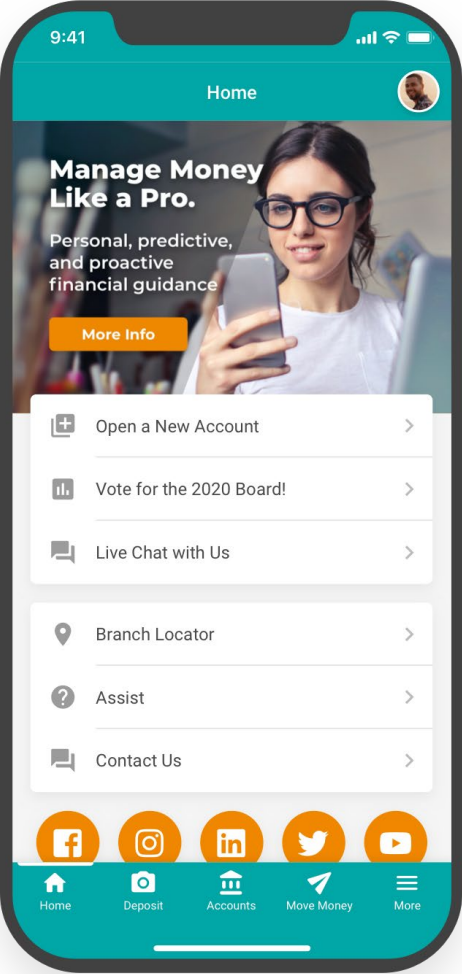 9:41
Home
Manage Money
Like a Pro.
Personal, predictive,
and proactive
financial guidance
More Info
Open a New Account
Vote for the 2020 Board!
Live Chat with Us
Branch Locator
Assist
Contact Us
in
Home
Deposit
Accounts
Move Money
More